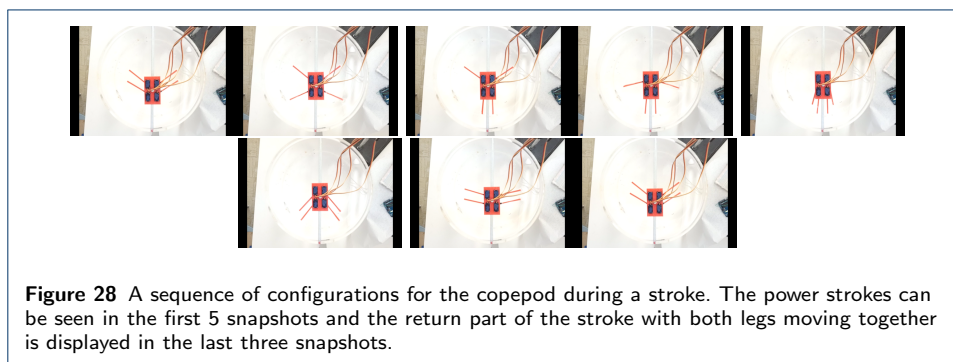 Figure 28 A sequence of configurations for the copepod during a stroke. The power strokes can
be seen in the first 5 snapshots and the return part of the stroke with both legs moving together
is displayed in the last three snapshots.